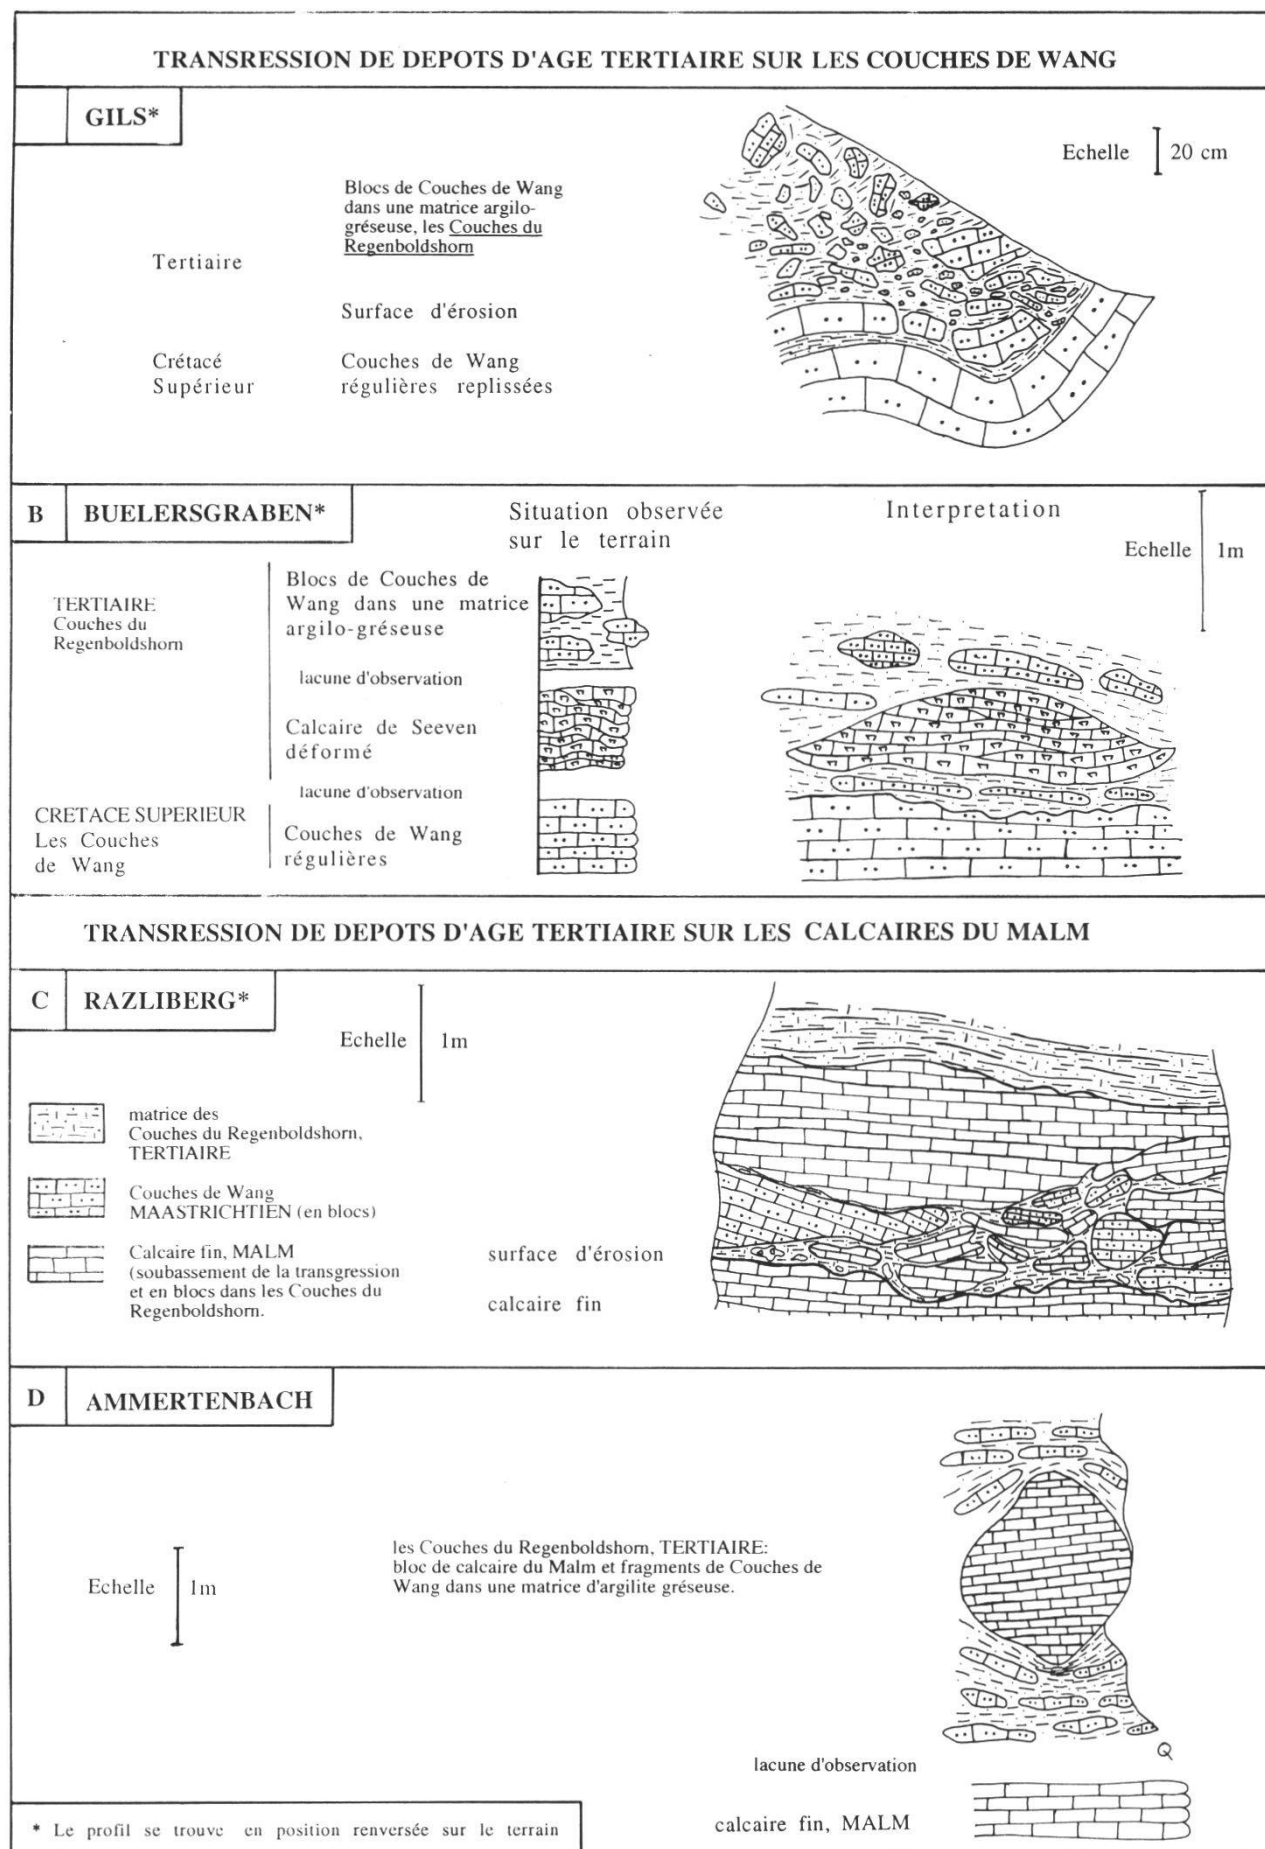 TRANSRESSION DE DEPOTS D'AGE TERTIAIRE SUR LES COUCHES DE WANG
GILS*
Echelle 20 cm
Blocs de Couches de Wang
dans une matrice argilo-
gréseuse, les Couches du
Regenboldshorn
Tertiaire
Surface d'érosion
Crétacé
Supérieur
Couches de Wang
régulières replissées
B BUELERSGRABEN*
Situation observée
sur le terrain
Interpretation
Echelle 1m
TERTIAIRE
Couches du
Regenboldshorn
Blocs de Couches de
Wang dans une matrice
argilo-gréseuse
lacune d'observation
Calcaire de Seeven
déformé
lacune d'observation
CRETACE SUPERIEUR
Les Couches
de Wang
Couches de Wang
régulières
TRANSRESSION DE DEPOTS D'AGE TERTIAIRE SUR LES CALCAIRES DU MALM
C RAZLIBERG*
Echelle 1m
matrice des
Couches du Regenboldshorn,
TERTIAIRE
Couches de Wang
MAASTRICHTIEN (en blocs)
Calcaire fin, MALM
(soubassement de la transgression
et en blocs dans les Couches du
Regenboldshorn.
surface d'érosion
calcaire fin
D AMMERTENBACH
Echelle 1m
les Couches du Regenboldshorn, TERTIAIRE:
bloc de calcaire du Malm et fragments de Couches de
Wang dans une matrice d'argilite gréseuse.
Q
lacune d'observation
calcaire fin, MALM
* Le profil se trouve en position renversée sur le terrain